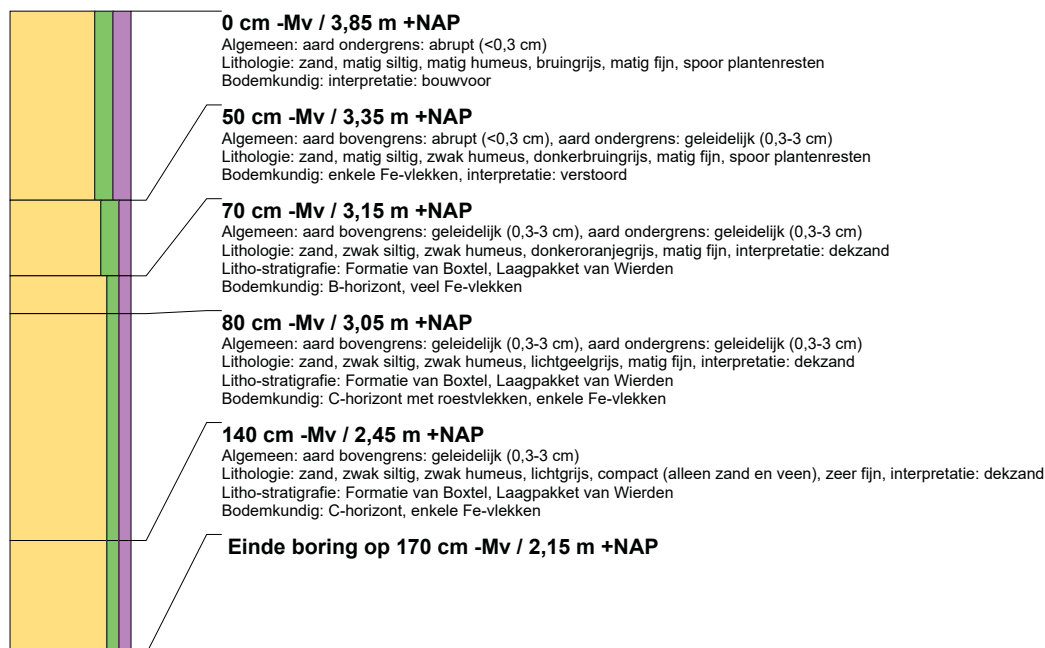 0 cm -Mv / 3,85 m +NAP
Algemeen: aard ondergrens: abrupt (<0,3 cm)
Lithologie: zand, matig siltig, matig humeus, bruingrijs, matig fijn, spoor plantenresten
Bodemkundig: interpretatie: bouwvoor
50 cm -Mv / 3,35 m +NAP
Algemeen: aard bovengrens: abrupt (<0,3 cm), aard ondergrens: geleidelijk (0,3-3 cm)
Lithologie: zand, matig siltig, zwak humeus, donkerbruingrijs, matig fijn, spoor plantenresten
Bodemkundig: enkele Fe-vlekken, interpretatie: verstoord
70 cm -Mv / 3,15 m +NAP
Algemeen: aard bovengrens: geleidelijk (0,3-3 cm), aard ondergrens: geleidelijk (0,3-3 cm)
Lithologie: zand, zwak siltig, zwak humeus, donkeroranjegrijs, matig fijn, interpretatie: dekzand
Litho-stratigrafie: Formatie van Boxtel, Laagpakket van Wierden
Bodemkundig: B-horizont, veel Fe-vlekken
80 cm -Mv / 3,05 m +NAP
Algemeen: aard bovengrens: geleidelijk (0,3-3 cm), aard ondergrens: geleidelijk (0,3-3 cm)
Lithologie: zand, zwak siltig, zwak humeus, lichtgeelgrijs, matig fijn, interpretatie: dekzand
Litho-stratigrafie: Formatie van Boxtel, Laagpakket van Wierden
Bodemkundig: C-horizont met roestvlekken, enkele Fe-vlekken
140 cm -Mv / 2,45 m +NAP
Algemeen: aard bovengrens: geleidelijk (0,3-3 cm)
Lithologie: zand, zwak siltig, zwak humeus, lichtgrijs, compact (alleen zand en veen), zeer fijn, interpretatie: dekzand
Litho-stratigrafie: Formatie van Boxtel, Laagpakket van Wierden
Bodemkundig: C-horizont, enkele Fe-vlekken
Einde boring op 170 cm -Mv / 2,15 m +NAP